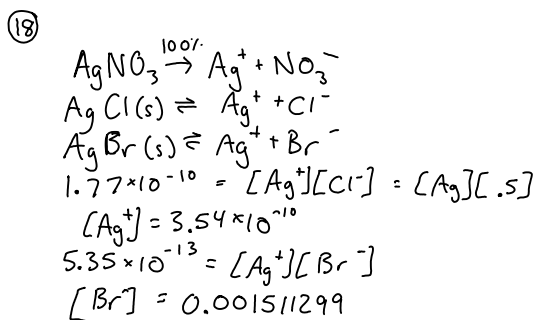 18
AgNO₃ →100% Ag⁺ + NO₃⁻
AgCl(s) ⇌ Ag⁺ + Cl⁻
AgBr(s) ⇌ Ag⁺ + Br⁻
1.77×10⁻¹⁰ = [Ag⁺][Cl⁻] = [Ag][.5]
[Ag⁺] = 3.54×10⁻¹⁰
5.35×10⁻¹³ = [Ag⁺][Br⁻]
[Br⁻] = 0.001511299